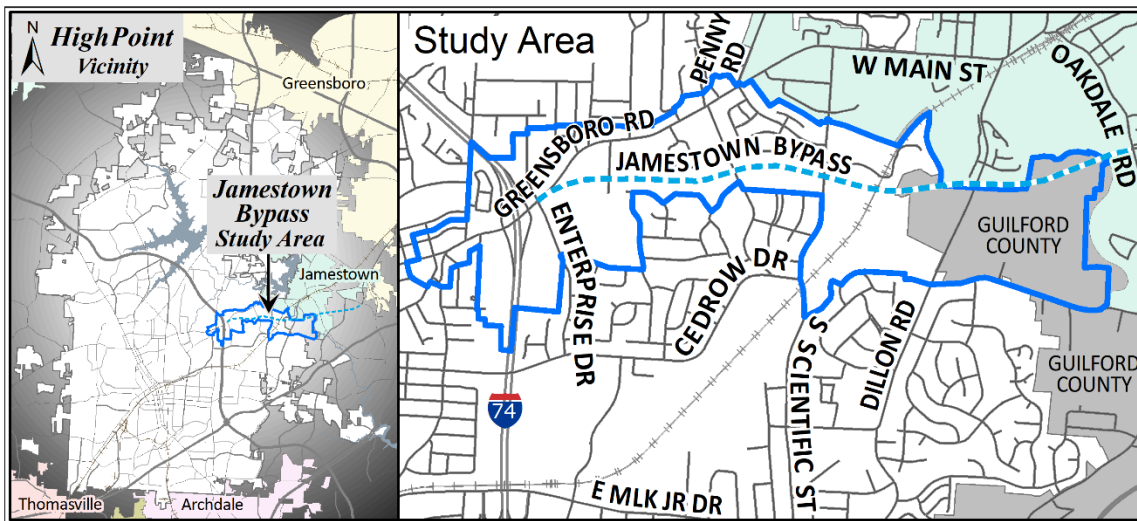 N
High Point
Vicinity
Greensboro
Jamestown
Bypass
Study Area
Jamestown
Thomasville
Archdale
Study Area
PENNY
RD
W MAIN ST
OAKDALE
RD
GREENSBORO RD
JAMESTOWN BYPASS
GUILFORD
COUNTY
ENTERPRISE DR
CEDROW DR
S SCIENTIFIC ST
DILLON RD
GUILFORD
COUNTY
74
E MLK JR DR